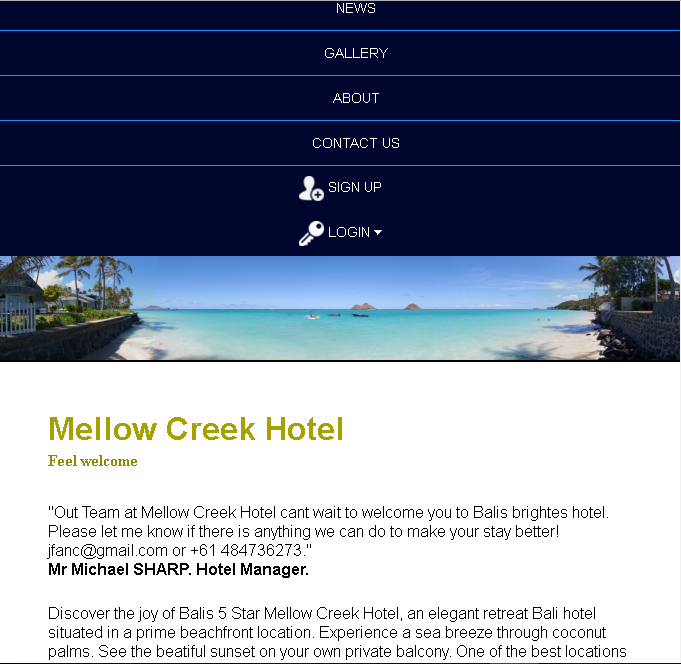 NEWS
GALLERY
ABOUT
CONTACT US
SIGN UP
LOGIN
Mellow Creek Hotel
Feel welcome
"Out Team at Mellow Creek Hotel cant wait to welcome you to Balis brightes hotel.
Please let me know if there is anything we can do to make your stay better!
jfanc@gmail.com or +61 484736273."
Mr Michael SHARP. Hotel Manager.
Discover the joy of Balis 5 Star Mellow Creek Hotel, an elegant retreat Bali hotel
situated in a prime beachfront location. Experience a sea breeze through coconut
palms. See the beatiful sunset on your own private balcony. One of the best locations